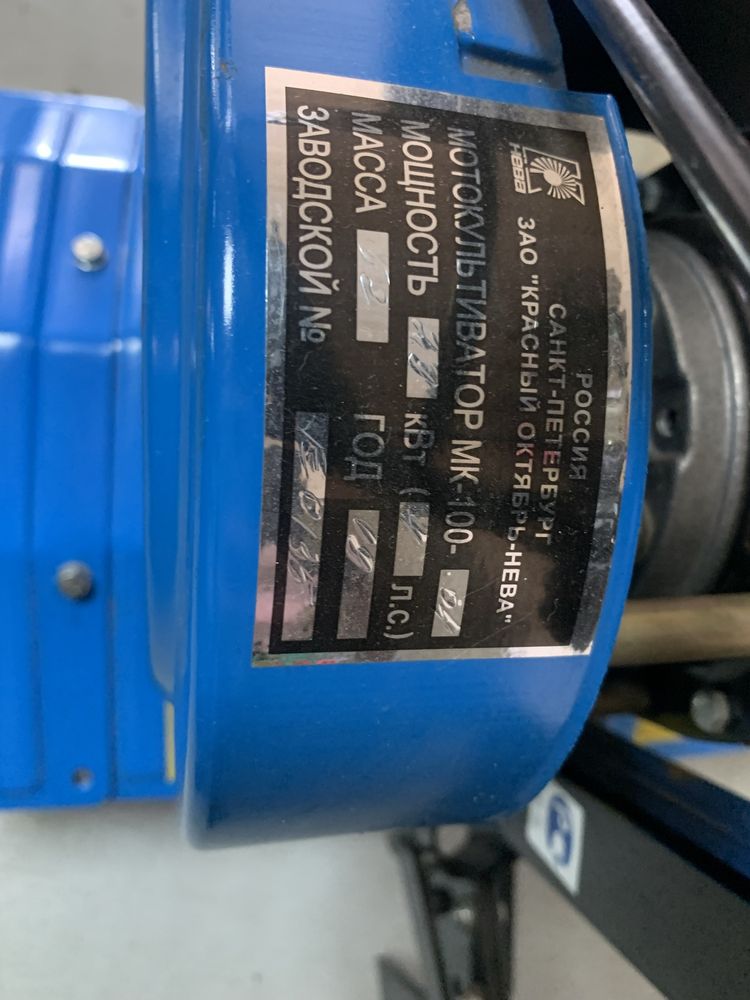 РОССИЯ
САНКТ-ПЕТЕРБУРГ
ЗАО "КРАСНЫЙ ОКТЯБРЬ-НЕВА"
НЕВА
МОТОКУЛЬТИВАТОР МК-100-
МОЩНОСТЬ кВт ( л.с.)
МАССА ГОД
ЗАВОДСКОЙ №